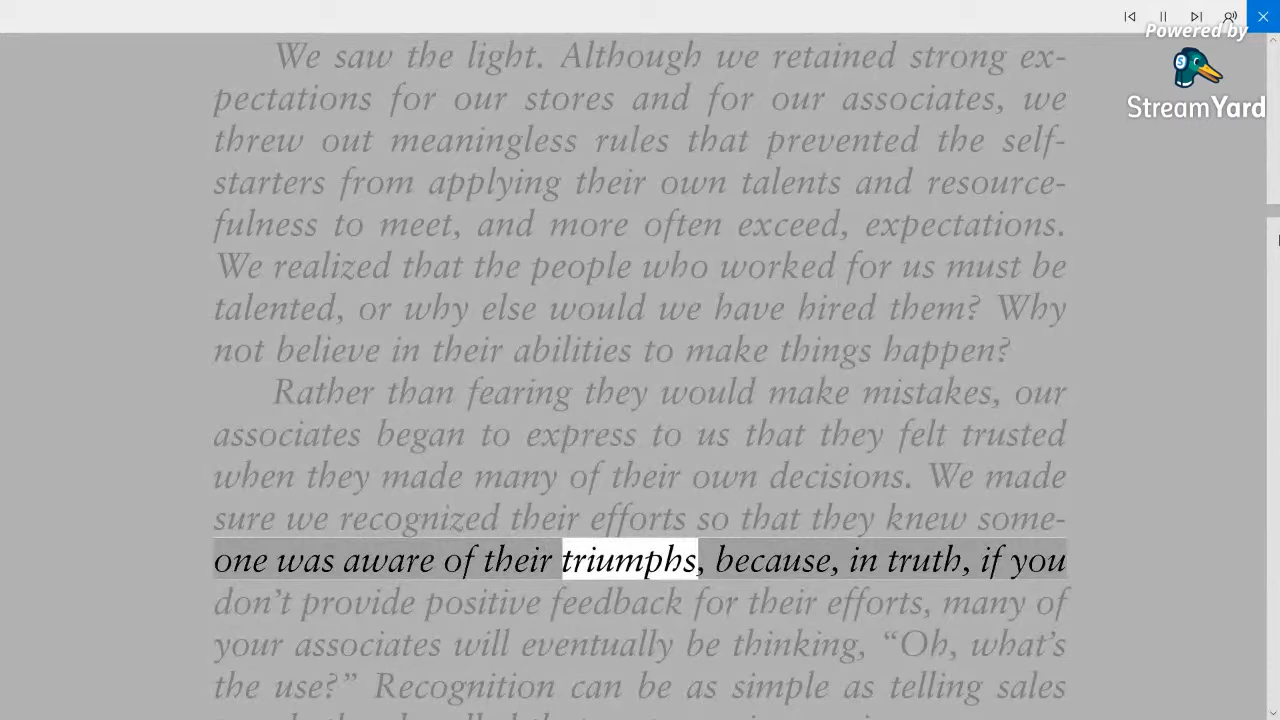 Powered by
StreamYard
We saw the light. Although we retained strong ex-
pectations for our stores and for our associates, we
threw out meaningless rules that prevented the self-
starters from applying their own talents and resource-
fulness to meet, and more often exceed, expectations.
We realized that the people who worked for us must be
talented, or why else would we have hired them? Why
not believe in their abilities to make things happen?
Rather than fearing they would make mistakes, our
associates began to express to us that they felt trusted
when they made many of their own decisions. We made
sure we recognized their efforts so that they knew some-
one was aware of their triumphs, because, in truth, if you
don't provide positive feedback for their efforts, many of
your associates will eventually be thinking, “Oh, what's
the use?” Recognition can be as simple as telling sales